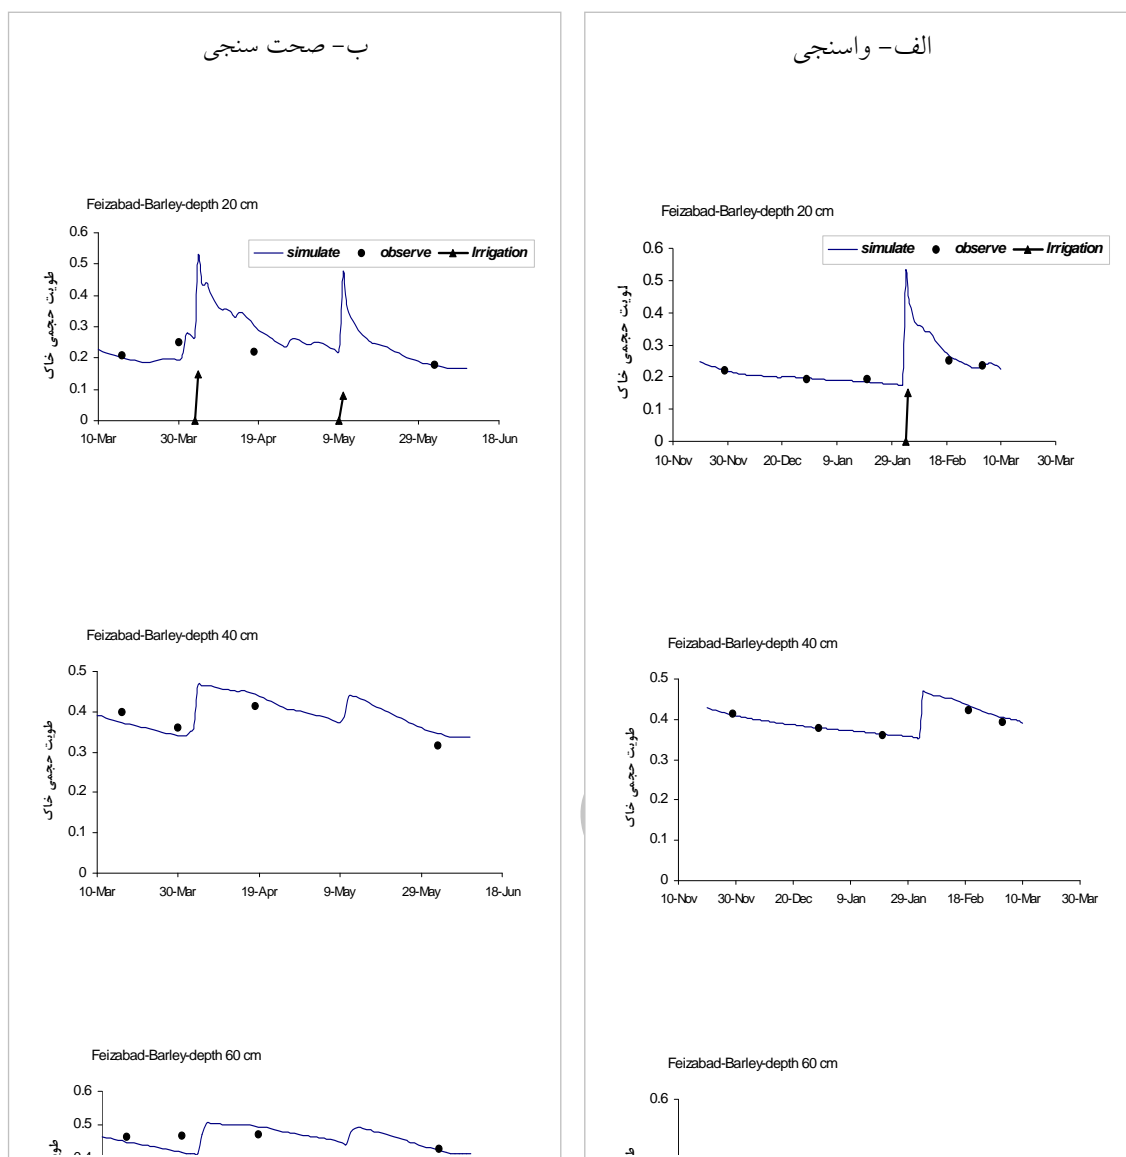 الف- واسنجی
ب- صحت سنجی
Feizabad-Barley-depth 20 cm
simulate observe Irrigation
طوبت حجمی خاک
0.6
0.5
0.4
0.3
0.2
0.1
0
10-Mar 30-Mar 19-Apr 9-May 29-May 18-Jun
Feizabad-Barley-depth 20 cm
simulate observe Irrigation
لوبت حجمی خاک
0.6
0.5
0.4
0.3
0.2
0.1
0
10-Nov 30-Nov 20-Dec 9-Jan 29-Jan 18-Feb 10-Mar 30-Mar
Feizabad-Barley-depth 40 cm
طوبت حجمی خاک
0.5
0.4
0.3
0.2
0.1
0
10-Mar 30-Mar 19-Apr 9-May 29-May 18-Jun
Feizabad-Barley-depth 40 cm
طوبت حجمی خاک
0.5
0.4
0.3
0.2
0.1
0
10-Nov 30-Nov 20-Dec 9-Jan 29-Jan 18-Feb 10-Mar 30-Mar
Feizabad-Barley-depth 60 cm
0.6
0.5
Feizabad-Barley-depth 60 cm
0.6